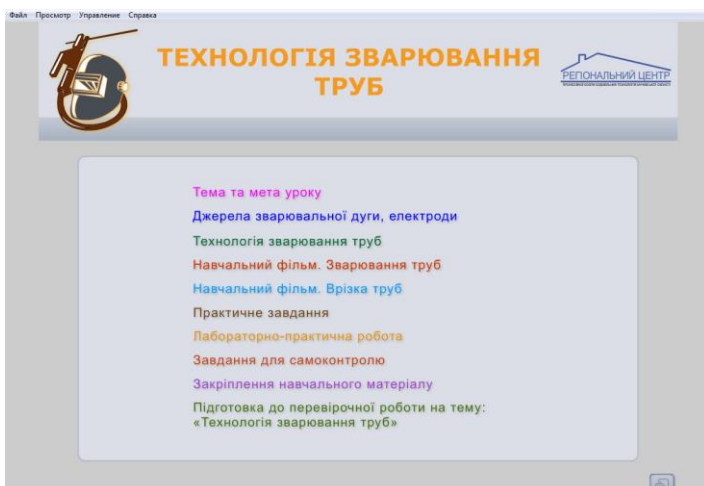 Файл Просмотр Управление Справка
ТЕХНОЛОГІЯ ЗВАРЮВАННЯ
ТРУБ
РЕГІОНАЛЬНИЙ ЦЕНТР
Тема та мета уроку
Джерела зварювальної дуги, електроди
Технологія зварювання труб
Навчальний фільм. Зварювання труб
Навчальний фільм. Врізка труб
Практичне завдання
Лабораторно-практична робота
Завдання для самоконтролю
Закріплення навчального матеріалу
Підготовка до перевірочної роботи на тему:
«Технологія зварювання труб»